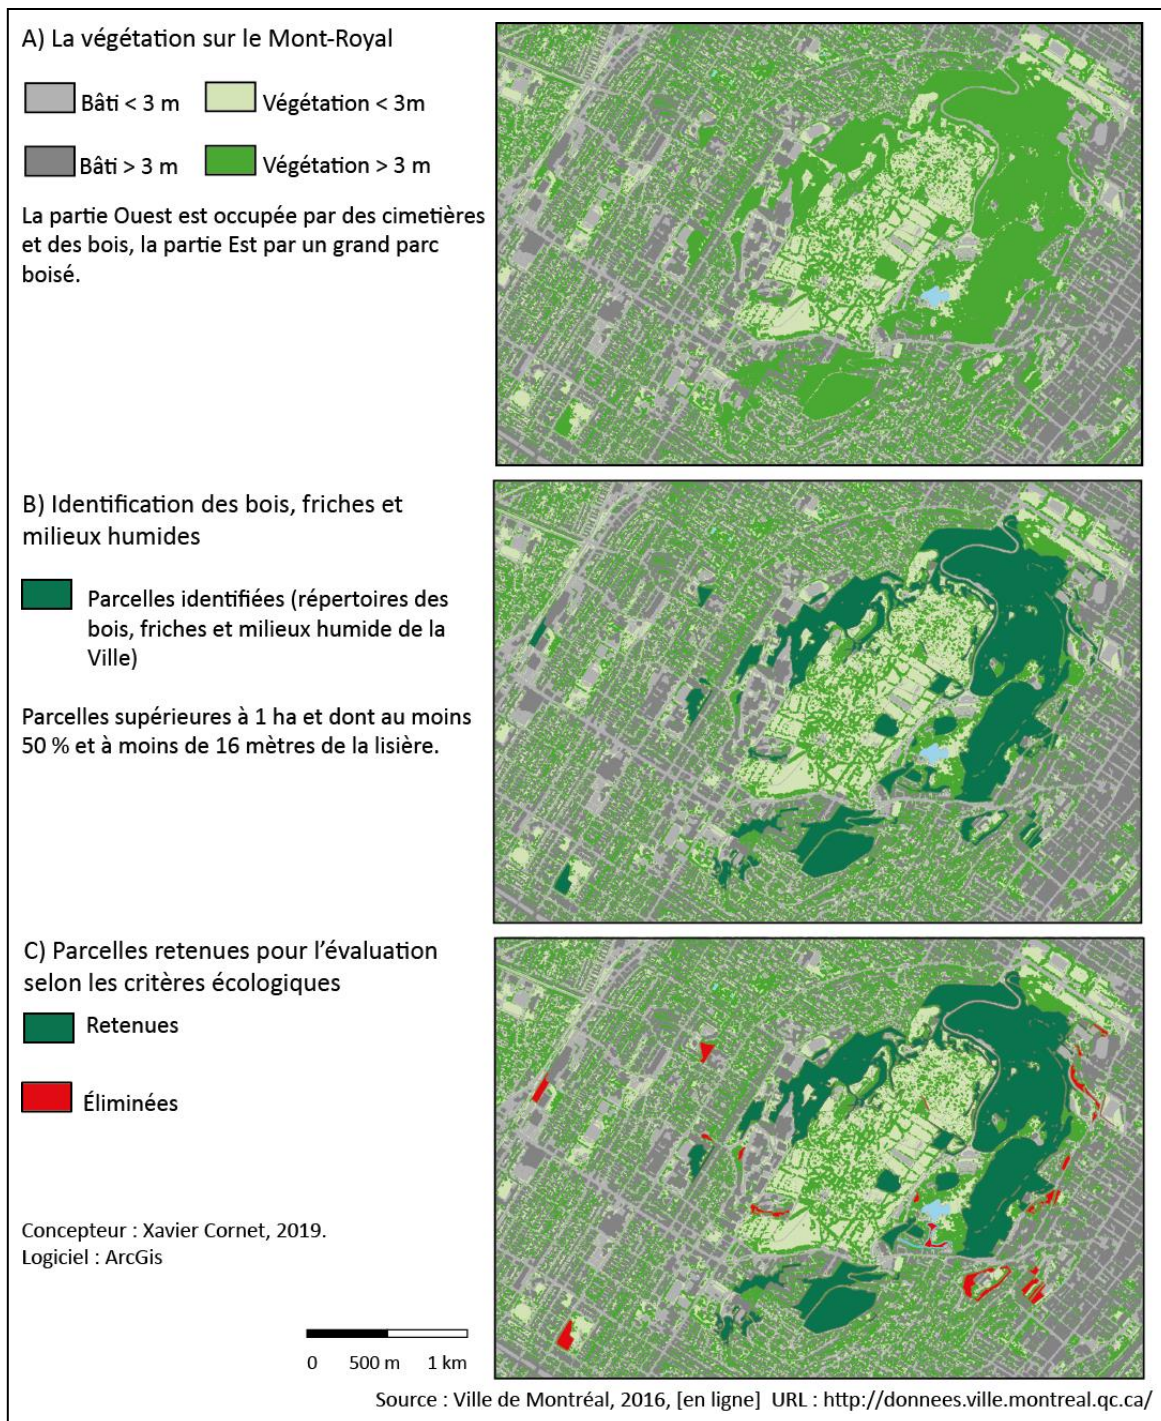 A) La végétation sur le Mont-Royal
Bâti < 3 m
Végétation < 3m
Bâti > 3 m
Végétation > 3 m
La partie Ouest est occupée par des cimetières
et des bois, la partie Est par un grand parc
boisé.
B) Identification des bois, friches et
milieux humides
Parcelles identifiées (répertoires des
bois, friches et milieux humide de la
Ville)
Parcelles supérieures à 1 ha et dont au moins
50 % et à moins de 16 mètres de la lisière.
C) Parcelles retenues pour l’évaluation
selon les critères écologiques
Retenues
Éliminées
Concepteur : Xavier Cornet, 2019.
Logiciel : ArcGis
0 500 m 1 km
Source : Ville de Montréal, 2016, [en ligne] URL : http://donnees.ville.montreal.qc.ca/